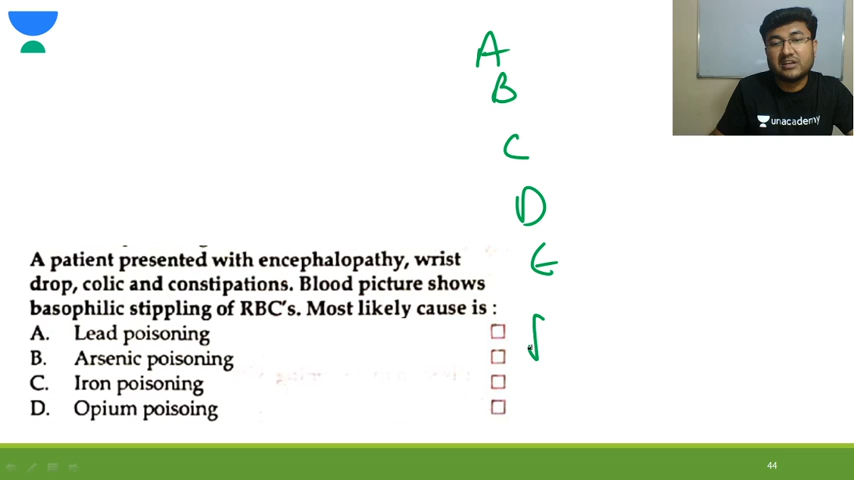 A
B
C
D
E
unacademy
A patient presented with encephalopathy, wrist
drop, colic and constipations. Blood picture shows
basophilic stippling of RBC's. Most likely cause is :
A. Lead poisoning
B. Arsenic poisoning
C. Iron poisoning
D. Opium poisoing
44